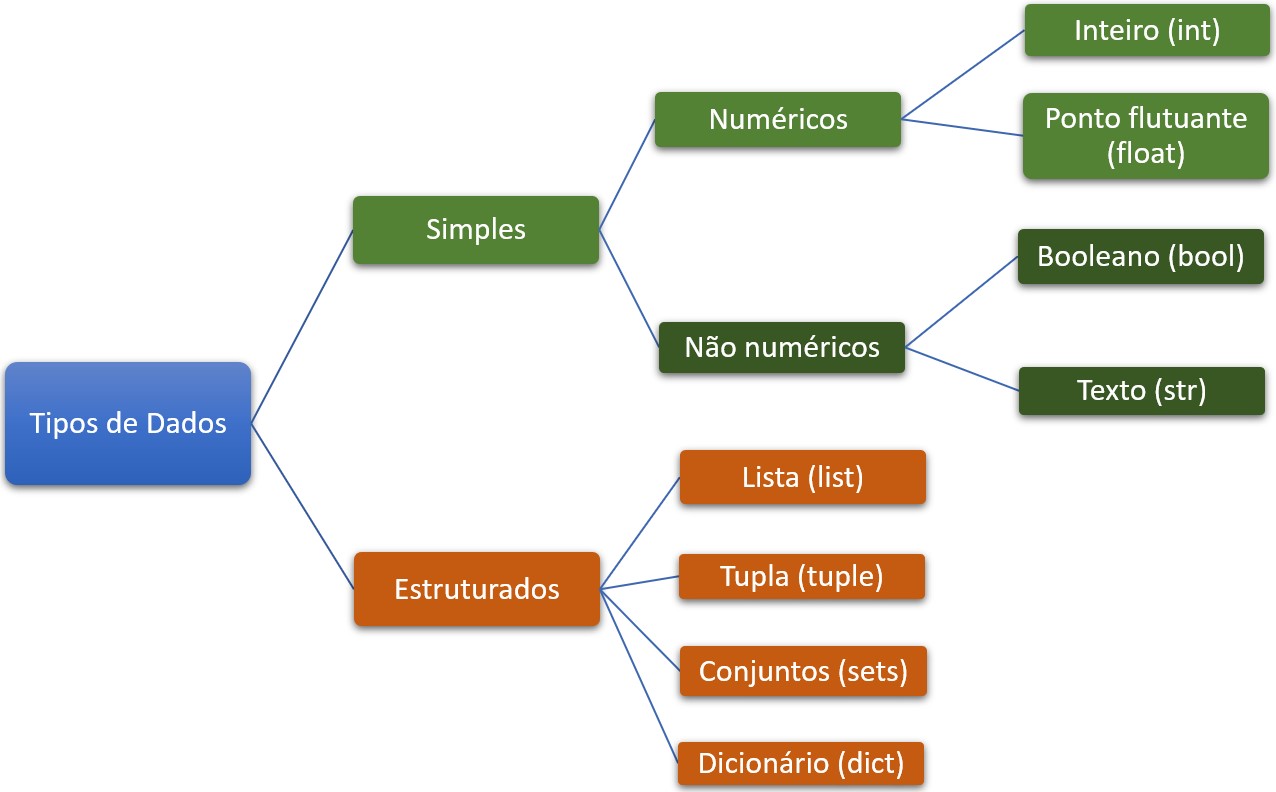 Inteiro (int)
Numéricos
Ponto flutuante
(float)
Simples
Booleano (bool)
Não numéricos
Texto (str)
Tipos de Dados
Lista (list)
Tupla (tuple)
Estruturados
Conjuntos (sets)
Dicionário (dict)